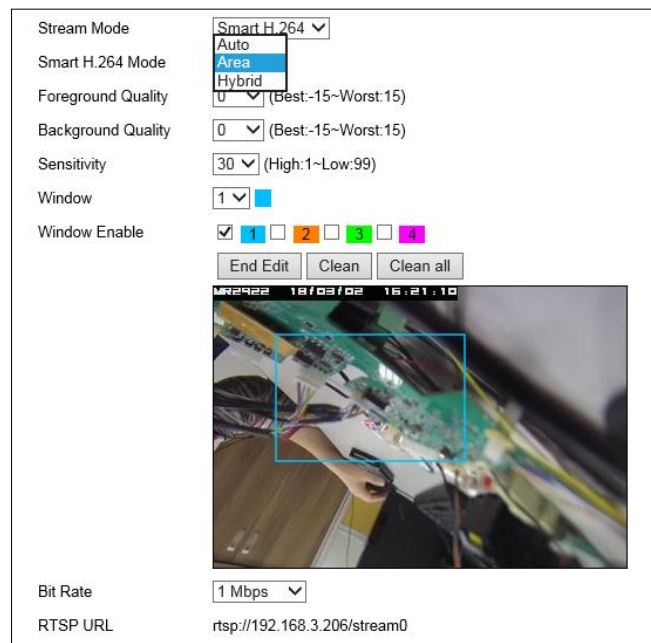 Stream Mode Smart H.264
Auto
Smart H.264 Mode Area
Hybrid
Foreground Quality 0 (Best:-15~Worst:15)
Background Quality 0 (Best:-15~Worst:15)
Sensitivity 30 (High:1~Low:99)
Window 1
Window Enable 1 2 3 4
End Edit Clean Clean all
MR2922 18/03/02 16:21:10
Bit Rate 1 Mbps
RTSP URL rtsp://192.168.3.206/stream0